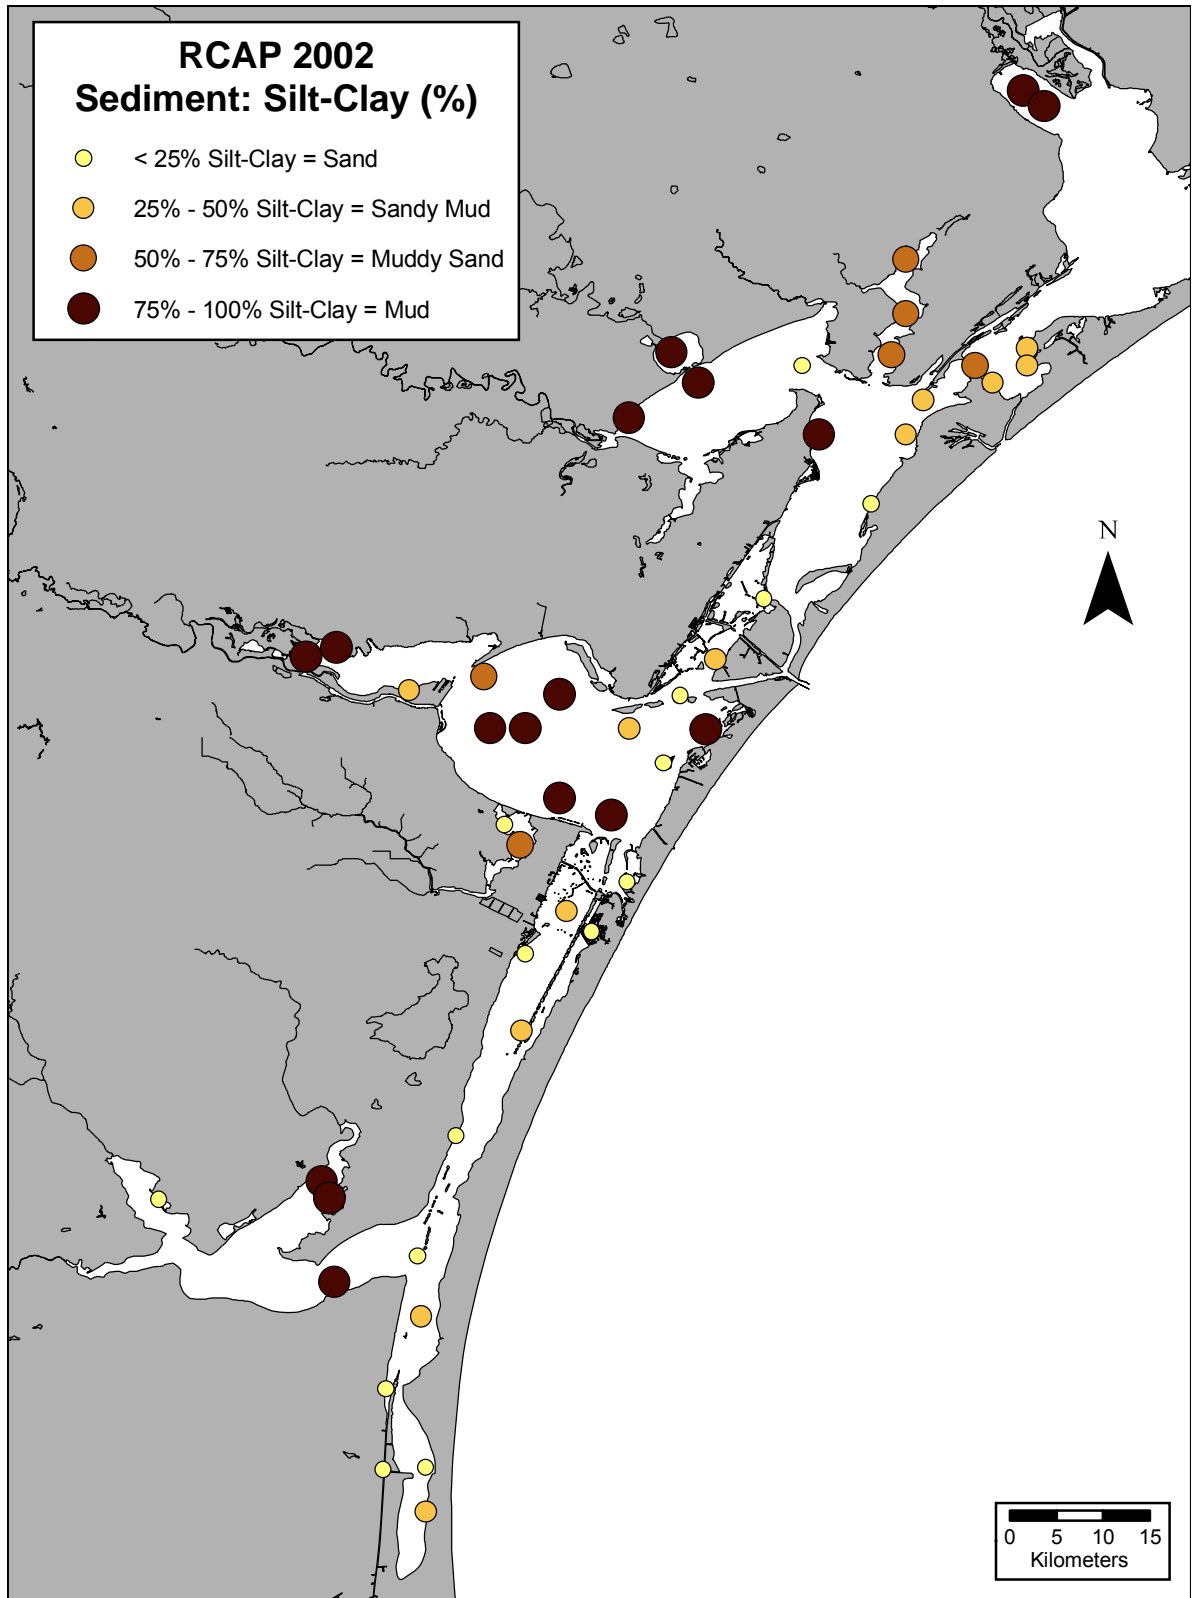 RCAP 2002
Sediment: Silt-Clay (%)
< 25% Silt-Clay = Sand
25% - 50% Silt-Clay = Sandy Mud
50% - 75% Silt-Clay = Muddy Sand
75% - 100% Silt-Clay = Mud
N
0 5 10 15
Kilometers